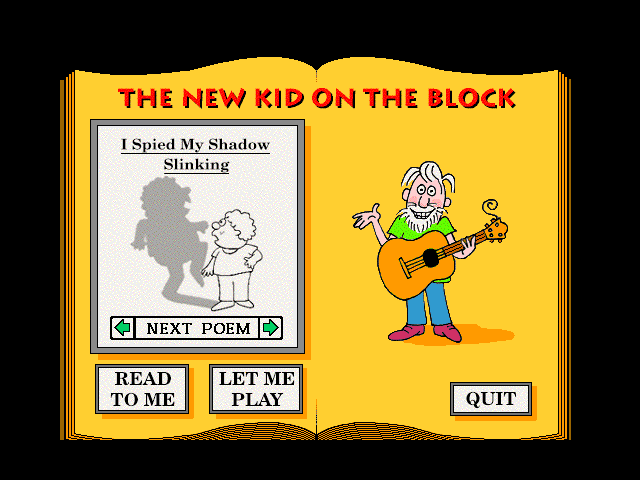 THE NEW KID ON THE BLOCK
I Spied My Shadow
Slinking
NEXT POEM
READ
TO ME
LET ME
PLAY
QUIT